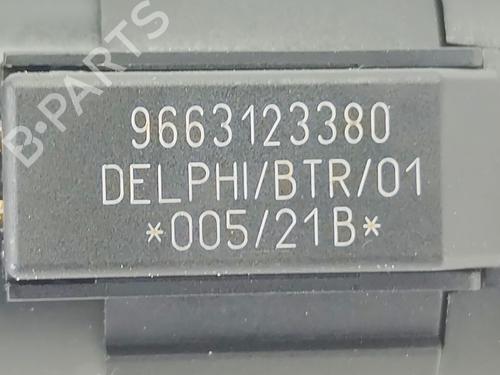 B-PARTS
9663123380
DELPHI/BTR/01
*005/21B*